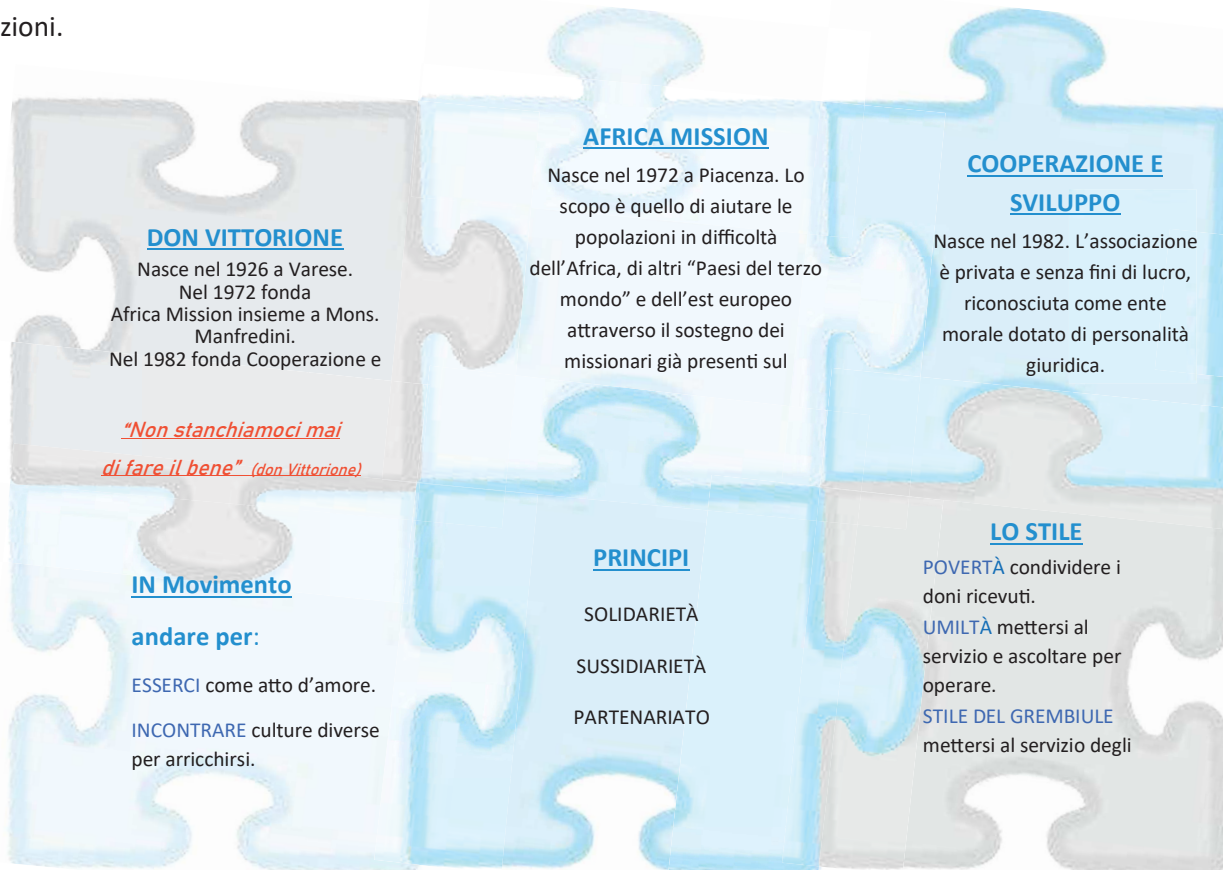 zioni.
DON VITTORIONE
Nasce nel 1926 a Varese.
Nel 1972 fonda
Africa Mission insieme a Mons.
Manfredini.
Nel 1982 fonda Cooperazione e
“Non stanchiamoci mai
di fare il bene” (don Vittorione)
AFRICA MISSION
Nasce nel 1972 a Piacenza. Lo
scopo è quello di aiutare le
popolazioni in difficoltà
dell’Africa, di altri “Paesi del terzo
mondo” e dell’est europeo
attraverso il sostegno dei
missionari già presenti sul
COOPERAZIONE E
SVILUPPO
Nasce nel 1982. L’associazione
è privata e senza fini di lucro,
riconosciuta come ente
morale dotato di personalità
giuridica.
IN Movimento
andare per:
ESSERCI come atto d’amore.
INCONTRARE culture diverse
per arricchirsi.
PRINCIPI
SOLIDARIETÀ
SUSSIDIARIETÀ
PARTENARIATO
LO STILE
POVERTÀ condividere i
doni ricevuti.
UMILTÀ mettersi al
servizio e ascoltare per
operare.
STILE DEL GREMBIULE
mettersi al servizio degli